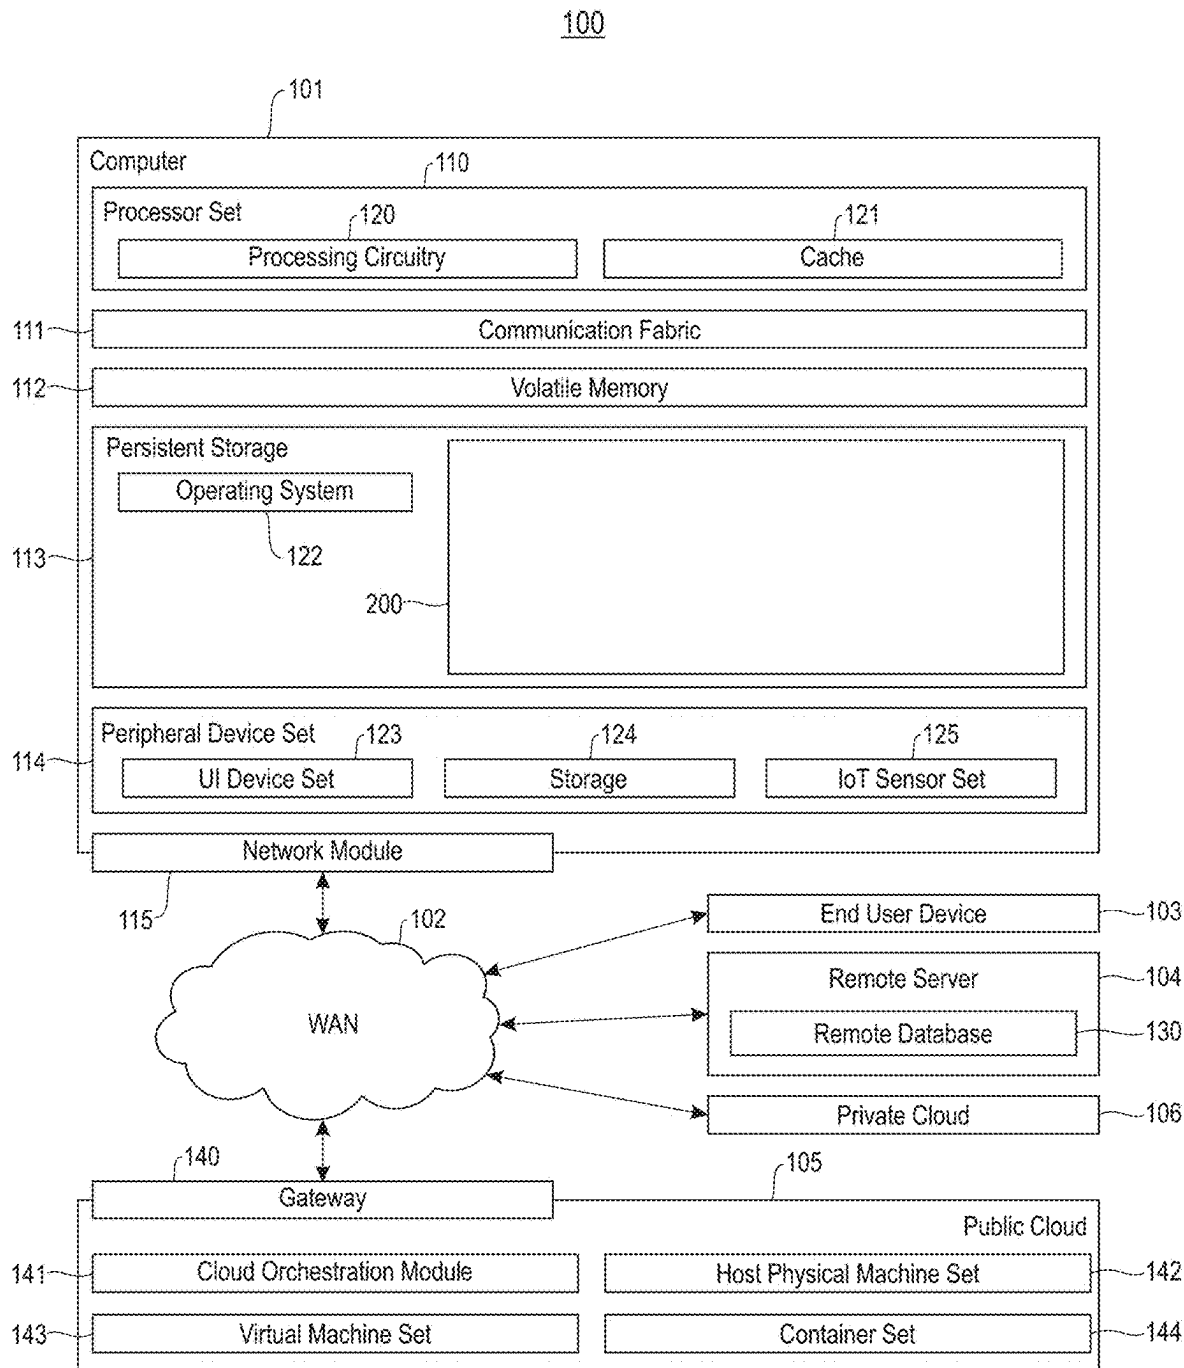 100
101
Computer
110
Processor Set
120
121
Processing Circuitry
Cache
111
Communication Fabric
112
Volatile Memory
Persistent Storage
Operating System
122
113
200
Peripheral Device Set
123
124
125
114
UI Device Set
Storage
IoT Sensor Set
Network Module
115
102
End User Device
103
Remote Server
104
WAN
Remote Database
130
Private Cloud
106
140
105
Gateway
Public Cloud
141
Cloud Orchestration Module
Host Physical Machine Set
142
143
Virtual Machine Set
Container Set
144